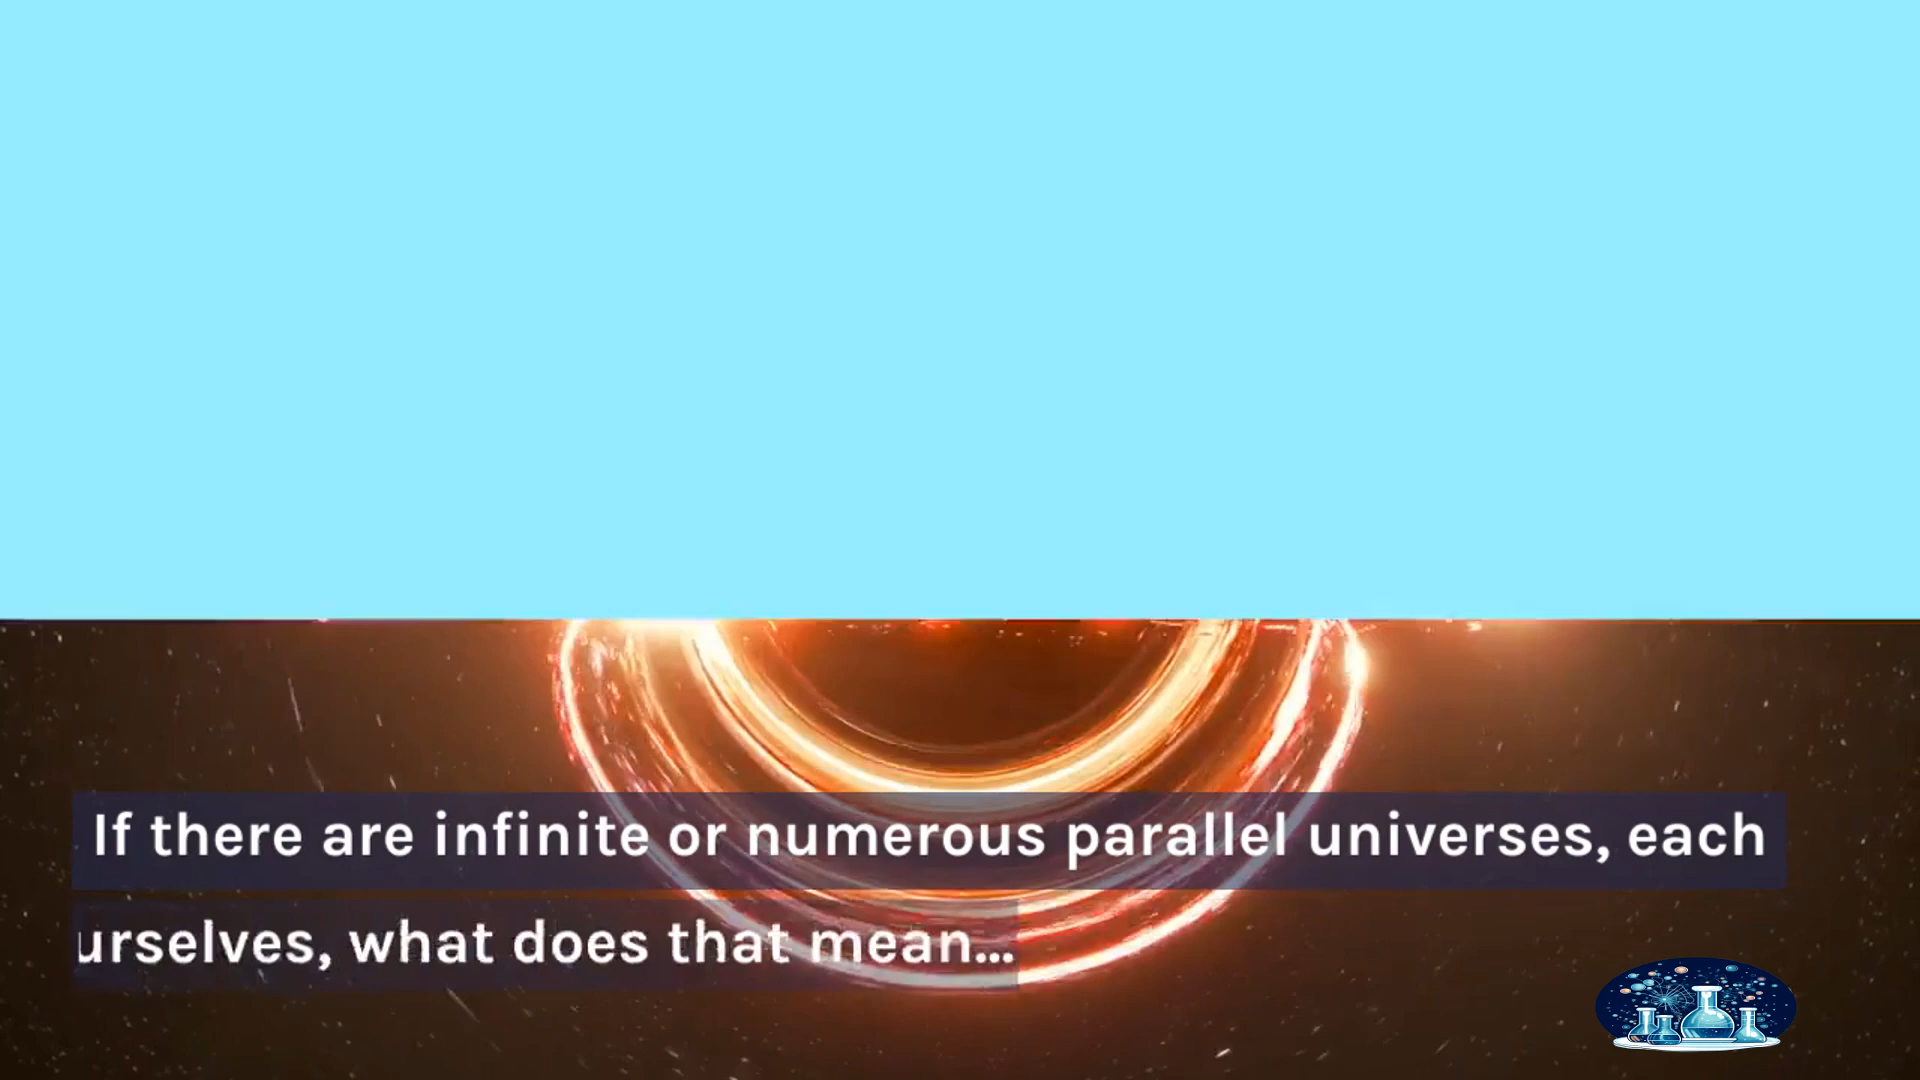 If there are infinite or numerous parallel universes, each
urselves, what does that mean...